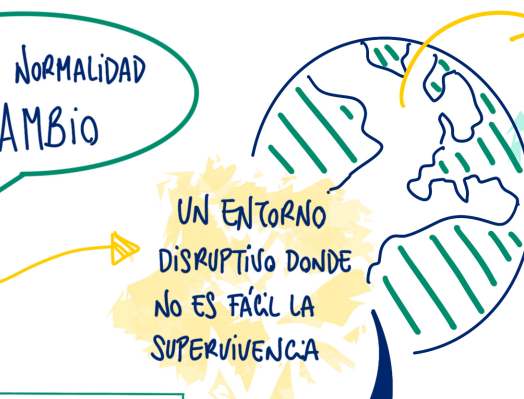 NORMALIDAD
AMBIO
UN ENTORNO
DISRUPTIVO DONDE
NO ES FÁCIL LA
SUPERVIVENCIA